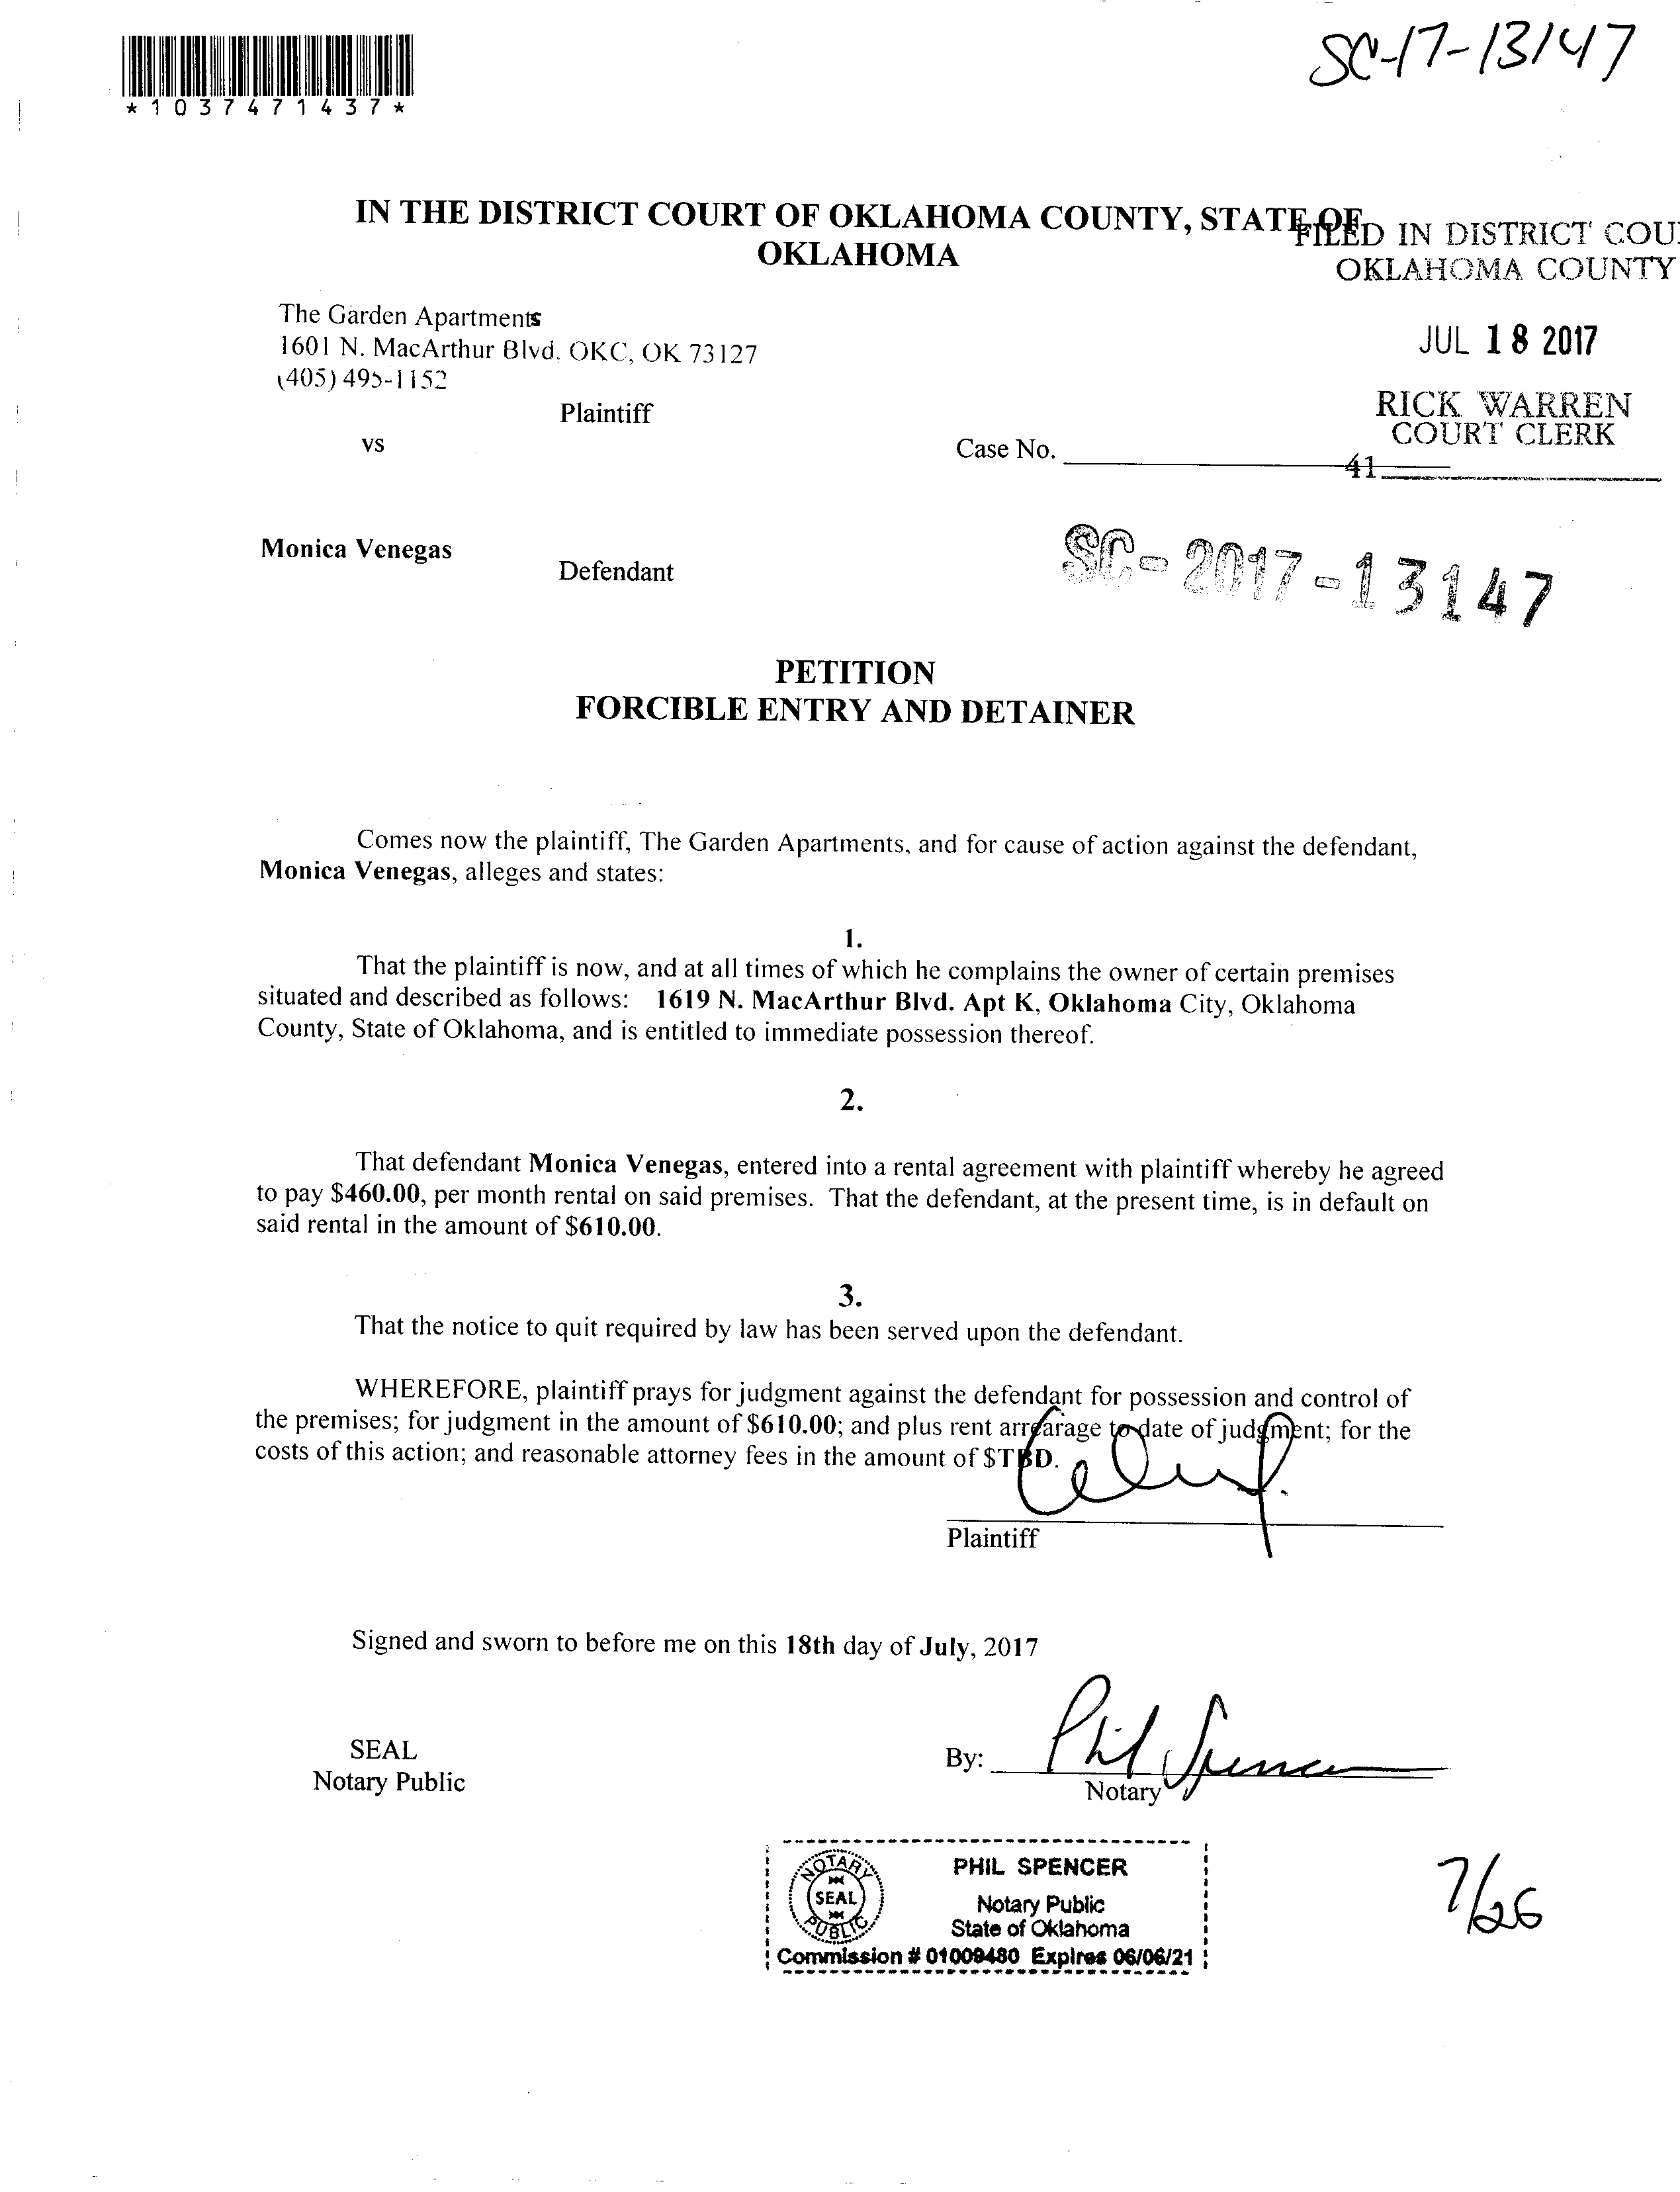 SC-17-13147
*1037471437*
IN THE DISTRICT COURT OF OKLAHOMA COUNTY, STATE OF
OKLAHOMA
FILED IN DISTRICT COU
OKLAHOMA COUNTY
The Garden Apartments
1601 N. MacArthur Blvd, OKC, OK 73127
(405) 495-1152
JUL 18 2017
Plaintiff
RICK WARREN
COURT CLERK
vs
Case No.
41
Monica Venegas
Defendant
SC-2017-13147
PETITION
FORCIBLE ENTRY AND DETAINER
Comes now the plaintiff, The Garden Apartments, and for cause of action against the defendant,
Monica Venegas, alleges and states:
1.
That the plaintiff is now, and at all times of which he complains the owner of certain premises
situated and described as follows: 1619 N. MacArthur Blvd. Apt K, Oklahoma City, Oklahoma
County, State of Oklahoma, and is entitled to immediate possession thereof.
2.
That defendant Monica Venegas, entered into a rental agreement with plaintiff whereby he agreed
to pay $460.00, per month rental on said premises. That the defendant, at the present time, is in default on
said rental in the amount of $610.00.
3.
That the notice to quit required by law has been served upon the defendant.
WHEREFORE, plaintiff prays for judgment against the defendant for possession and control of
the premises; for judgment in the amount of $610.00; and plus rent arrearage to date of judgment; for the
costs of this action; and reasonable attorney fees in the amount of $TBD.
Plaintiff
Signed and sworn to before me on this 18th day of July, 2017
SEAL
Notary Public
By: Phil Spencer
Notary
NOTARY
SEAL
PUBLIC
PHIL SPENCER
Notary Public
State of Oklahoma
Commission # 01009480 Expires 06/06/21
7/26